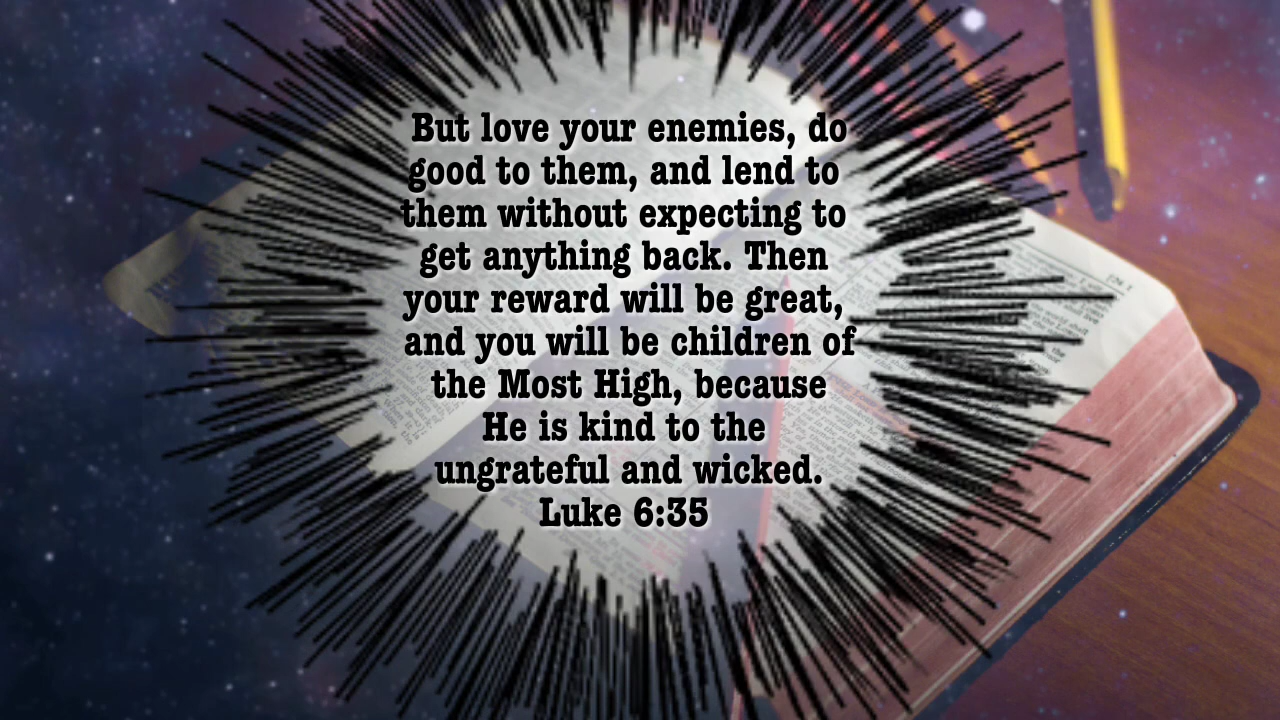 But love your enemies, do
good to them, and lend to
them without expecting to
get anything back. Then
your reward will be great,
and you will be children of
the Most High, because
He is kind to the
ungrateful and wicked.
Luke 6:35